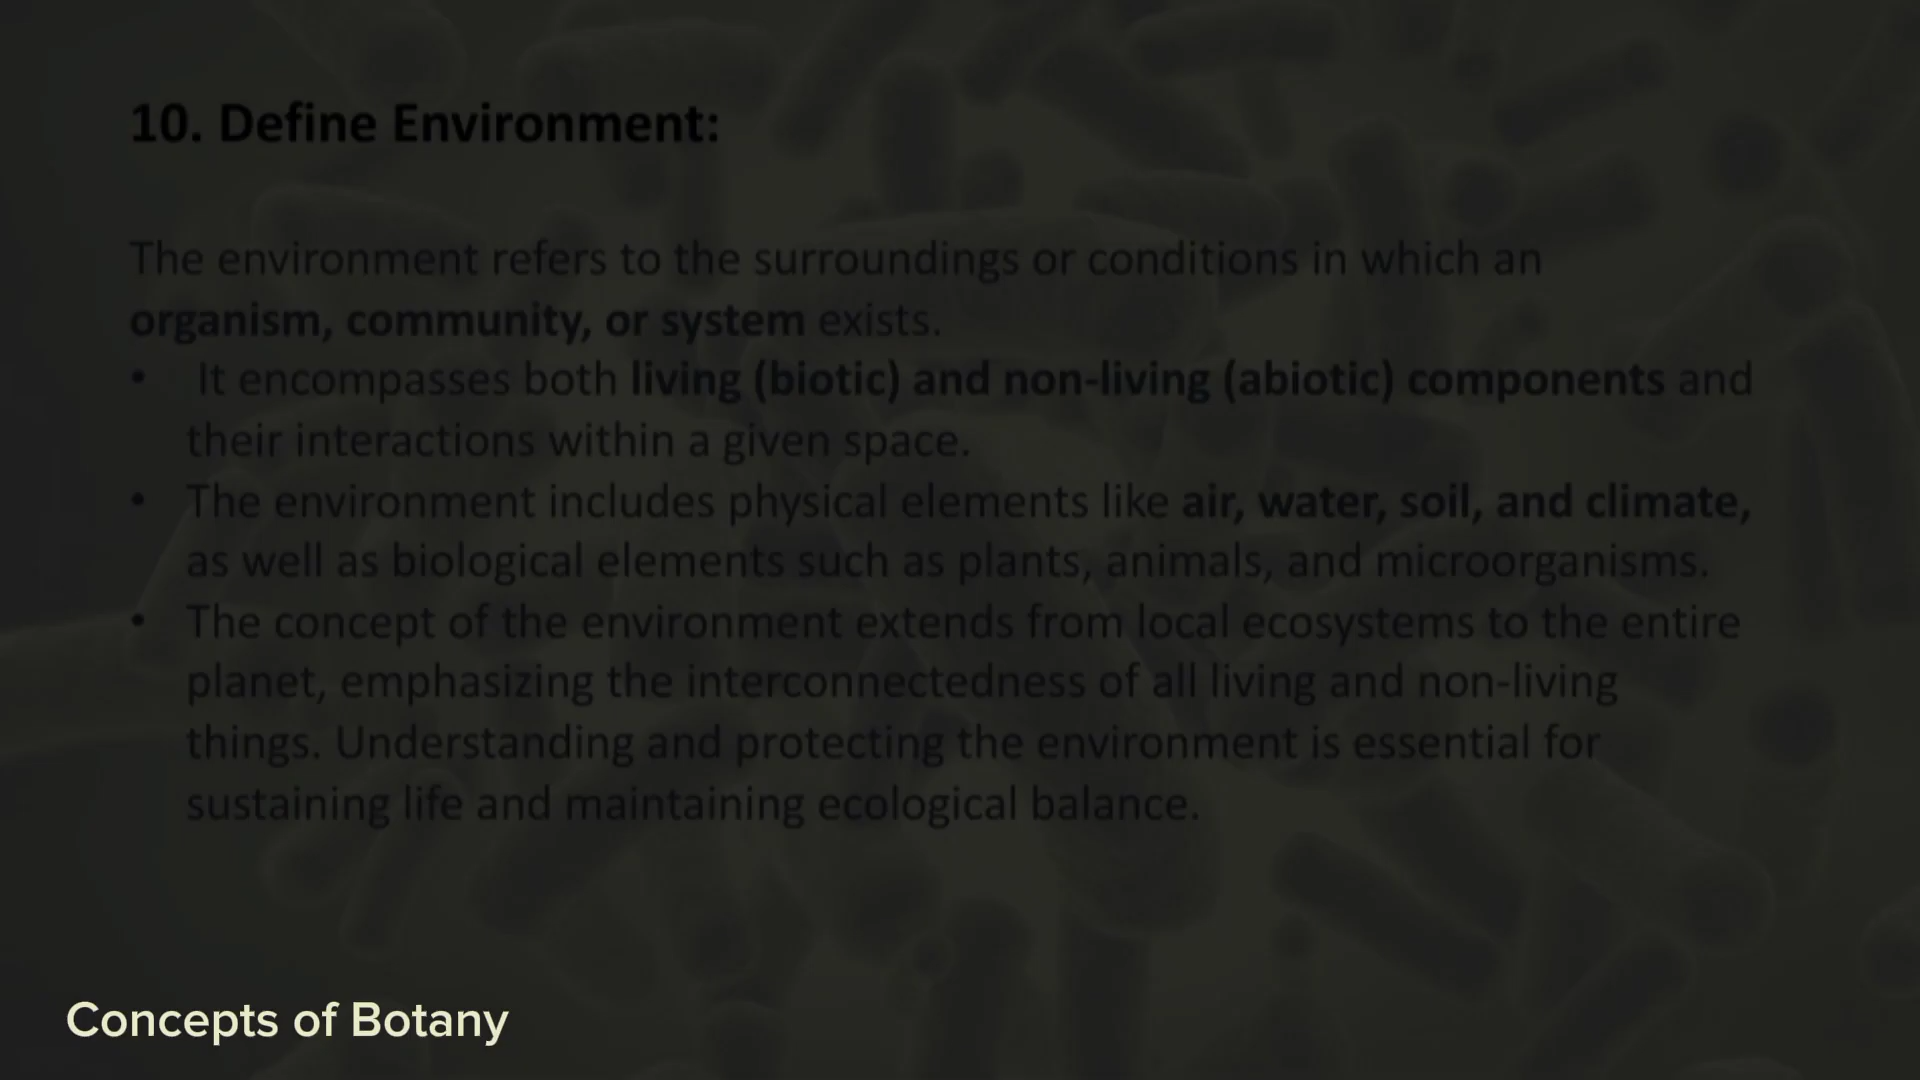 10. Define Environment:
The environment refers to the surroundings or conditions in which an
organism, community, or system exists.
• It encompasses both living (biotic) and non-living (abiotic) components and
their interactions within a given space.
• The environment includes physical elements like air, water, soil, and climate,
as well as biological elements such as plants, animals, and microorganisms.
• The concept of the environment extends from local ecosystems to the entire
planet, emphasizing the interconnectedness of all living and non-living
things. Understanding and protecting the environment is essential for
sustaining life and maintaining ecological balance.
Concepts of Botany